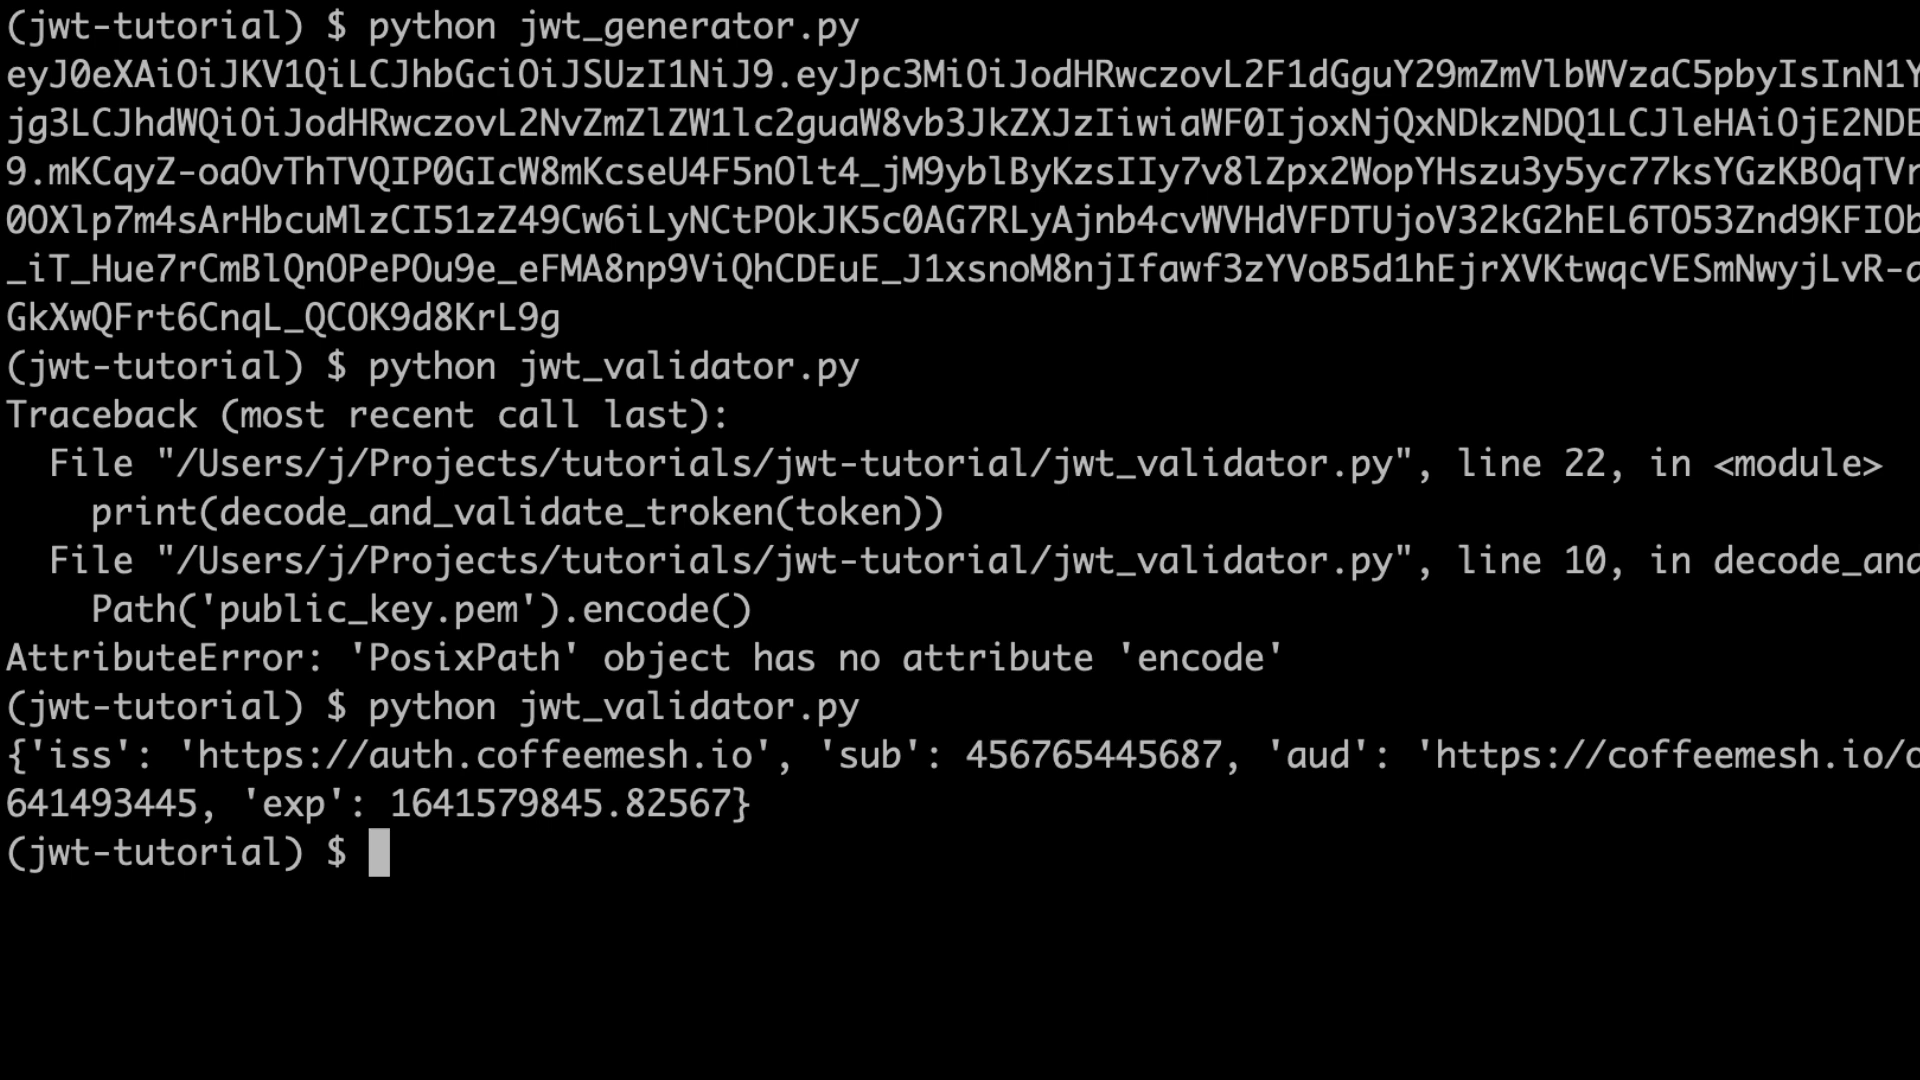 (jwt-tutorial) $ python jwt_generator.py
eyJ0eXAiOiJKV1QiLCJhbGciOiJSUzI1NiJ9.eyJpc3MiOiJodHRwczovL2F1dGguY29mZmVlbWVzaC5pbyIsInN1Y
jg3LCJhdWQiOiJodHRwczovL2NvZmZlZW1lc2guaW8vb3JkZXJzIiwiaWF0IjoxNjQxNDkzNDQ1LCJleHAiOjE2NDE
9.mKCqyZ-oaOvThTVQIP0GIcW8mKcseU4F5nOlt4_jM9yblByKzsIIy7v8lZpx2WopYHszu3y5yc77ksYGzKBOqTVr
0OXlp7m4sArHbcuMlzCI51zZ49Cw6iLyNCtPOkJK5c0AG7RLyAjnb4cvWVHdVFDTUjoV32kG2hEL6TO53Znd9KFIOb
_iT_Hue7rCmBlQnOPePOu9e_eFMA8np9ViQhCDEuE_J1xsnoM8njIfawf3zYVoB5d1hEjrXVKtwqcVESmNwyjLvR-a
GkXwQFrt6CnqL_QCOK9d8KrL9g
(jwt-tutorial) $ python jwt_validator.py
Traceback (most recent call last):
  File "/Users/j/Projects/tutorials/jwt-tutorial/jwt_validator.py", line 22, in <module>
    print(decode_and_validate_troken(token))
  File "/Users/j/Projects/tutorials/jwt-tutorial/jwt_validator.py", line 10, in decode_and
    Path('public_key.pem').encode()
AttributeError: 'PosixPath' object has no attribute 'encode'
(jwt-tutorial) $ python jwt_validator.py
{'iss': 'https://auth.coffeemesh.io', 'sub': 456765445687, 'aud': 'https://coffeemesh.io/o
641493445, 'exp': 1641579845.82567}
(jwt-tutorial) $